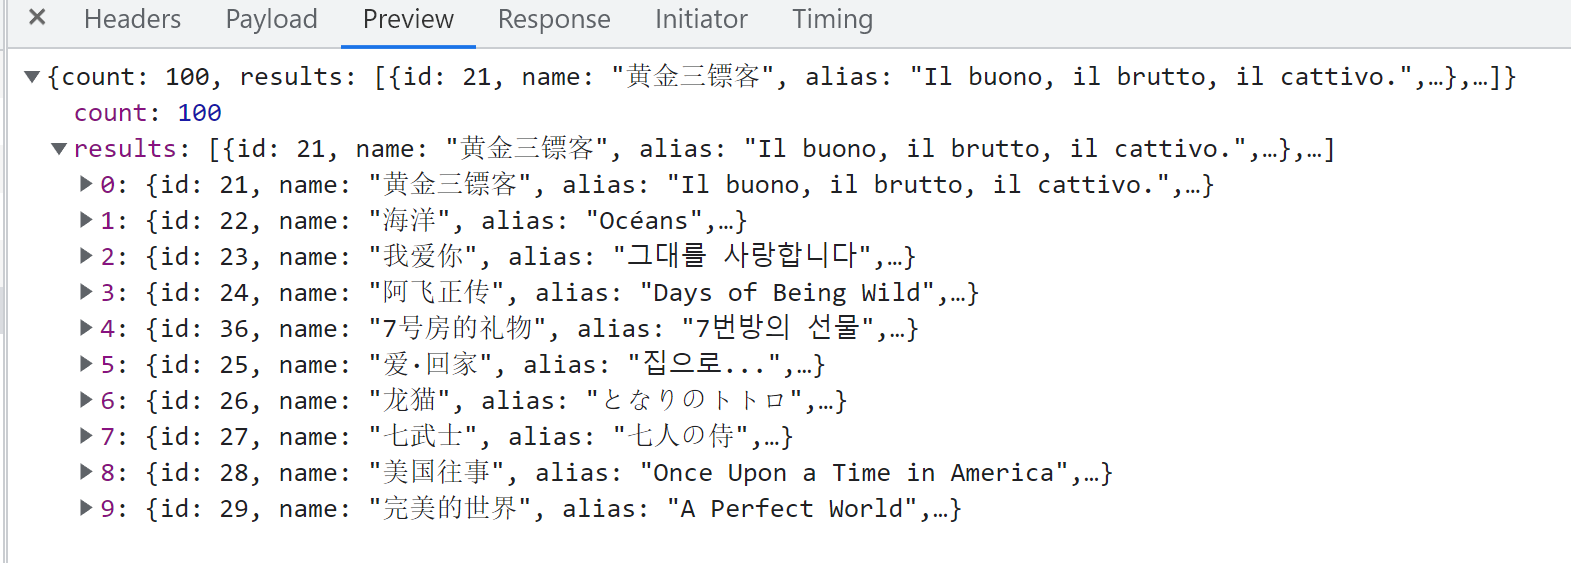 × Headers Payload Preview Response Initiator Timing
▼{count: 100, results: [{id: 21, name: "黄金三镖客", alias: "Il buono, il brutto, il cattivo.",…},…]}
count: 100
▼results: [{id: 21, name: "黄金三镖客", alias: "Il buono, il brutto, il cattivo.",…},…]
▶0: {id: 21, name: "黄金三镖客", alias: "Il buono, il brutto, il cattivo.",…}
▶1: {id: 22, name: "海洋", alias: "Océans",…}
▶2: {id: 23, name: "我爱你", alias: "그대를 사랑합니다",…}
▶3: {id: 24, name: "阿飞正传", alias: "Days of Being Wild",…}
▶4: {id: 36, name: "7号房的礼物", alias: "7번방의 선물",…}
▶5: {id: 25, name: "爱·回家", alias: "집으로...",…}
▶6: {id: 26, name: "龙猫", alias: "となりのトトロ",…}
▶7: {id: 27, name: "七武士", alias: "七人の侍",…}
▶8: {id: 28, name: "美国往事", alias: "Once Upon a Time in America",…}
▶9: {id: 29, name: "完美的世界", alias: "A Perfect World",…}